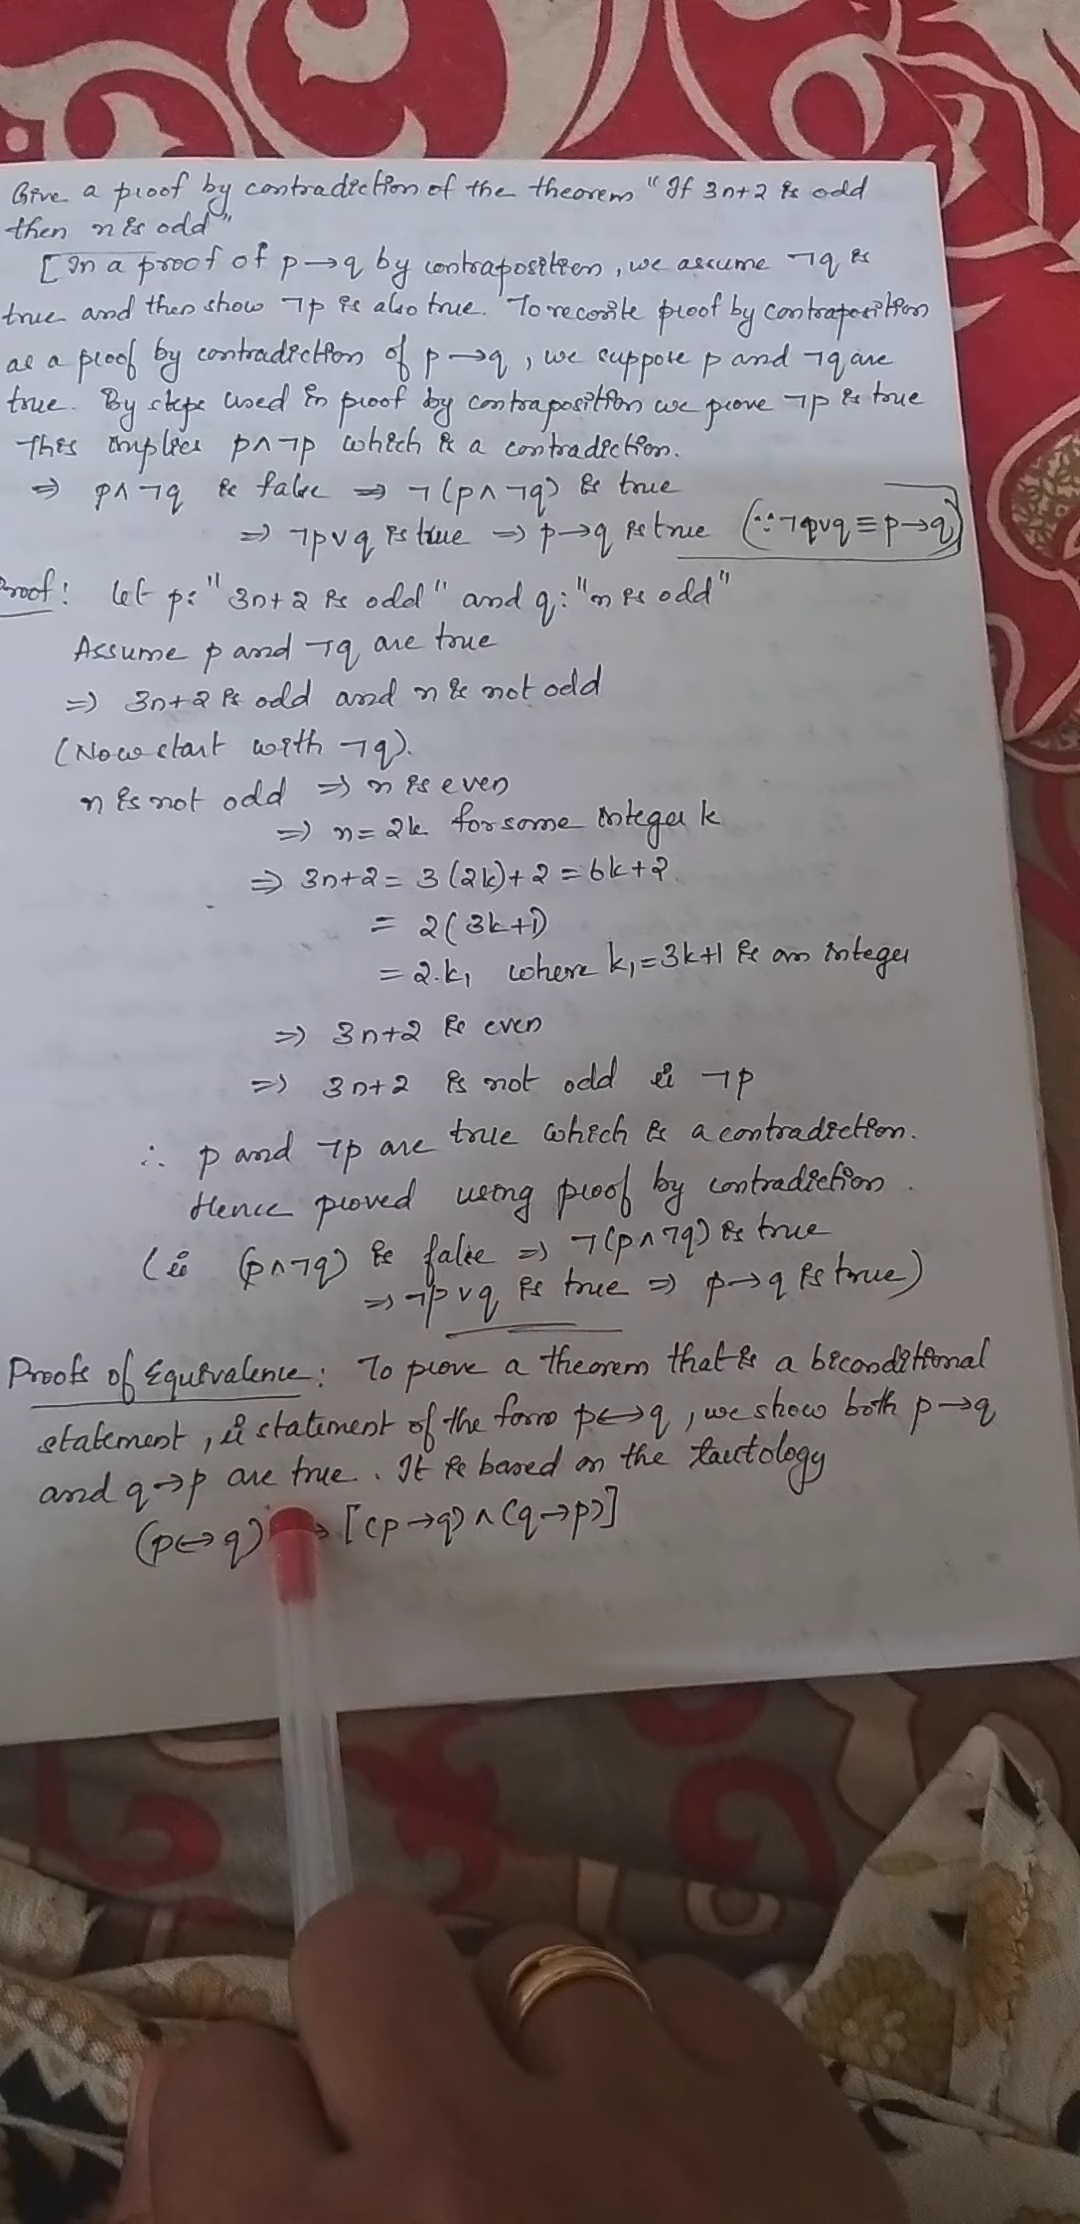 Give a proof by contradiction of the theorem "If 3n+2 is odd
then n is odd"
[In a proof of p→q by contraposition, we assume ¬q is
true and then show ¬p is also true. To rewrite proof by contraposition
as a proof by contradiction of p→q, we suppose p and ¬q are
true. By steps used in proof by contraposition we prove ¬p is true
This implies p∧¬p which is a contradiction.
⇒ p∧¬q is false ⇒ ¬(p∧¬q) is true
⇒ ¬p∨q is true ⇒ p→q is true (∵ ¬p∨q ≡ p→q)
Proof: Let p: "3n+2 is odd" and q: "n is odd"
Assume p and ¬q are true
⇒ 3n+2 is odd and n is not odd
(Now start with ¬q).
n is not odd ⇒ n is even
⇒ n = 2k for some integer k
⇒ 3n+2 = 3(2k)+2 = 6k+2
= 2(3k+1)
= 2.k₁ where k₁=3k+1 is an integer
⇒ 3n+2 is even
⇒ 3n+2 is not odd ie ¬p
∴ p and ¬p are true which is a contradiction.
Hence proved using proof by contradiction.
(ie (p∧¬q) is false ⇒ ¬(p∧¬q) is true
⇒ ¬p∨q is true ⇒ p→q is true)
Proofs of Equivalence: To prove a theorem that is a biconditional
statement, ie statement of the form p↔q, we show both p→q
and q→p are true. It is based on the tautology
(p↔q) [(p→q)∧(q→p)]